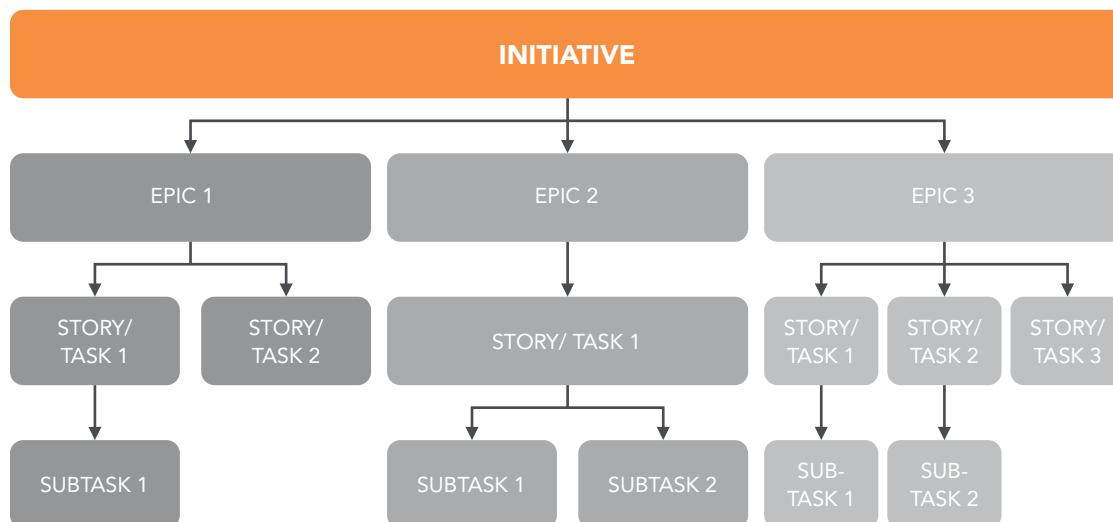 INITIATIVE
EPIC 1
EPIC 2
EPIC 3
STORY/
TASK 1
STORY/
TASK 2
STORY/ TASK 1
STORY/
TASK 1
STORY/
TASK 2
STORY/
TASK 3
SUBTASK 1
SUBTASK 1
SUBTASK 2
SUB-
TASK 1
SUB-
TASK 2